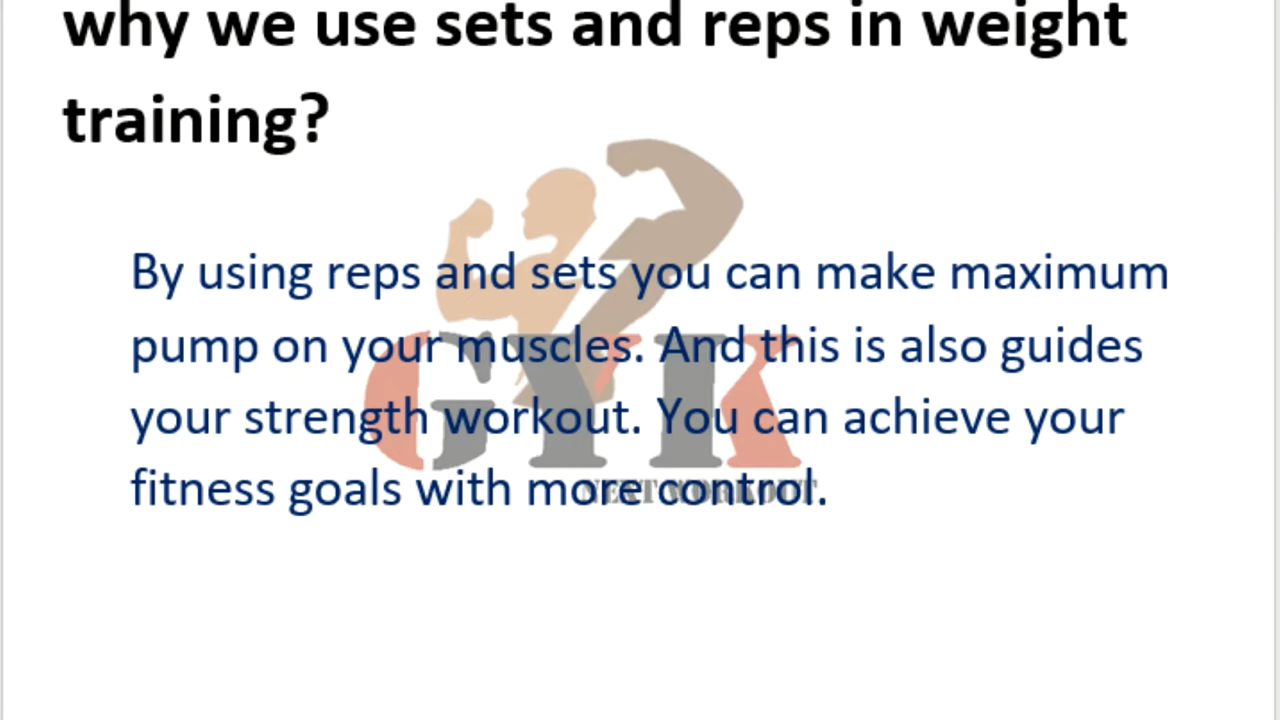 why we use sets and reps in weight
training?
By using reps and sets you can make maximum
pump on your muscles. And this is also guides
your strength workout. You can achieve your
fitness goals with more control.
GYK
NEXT WORKOUT